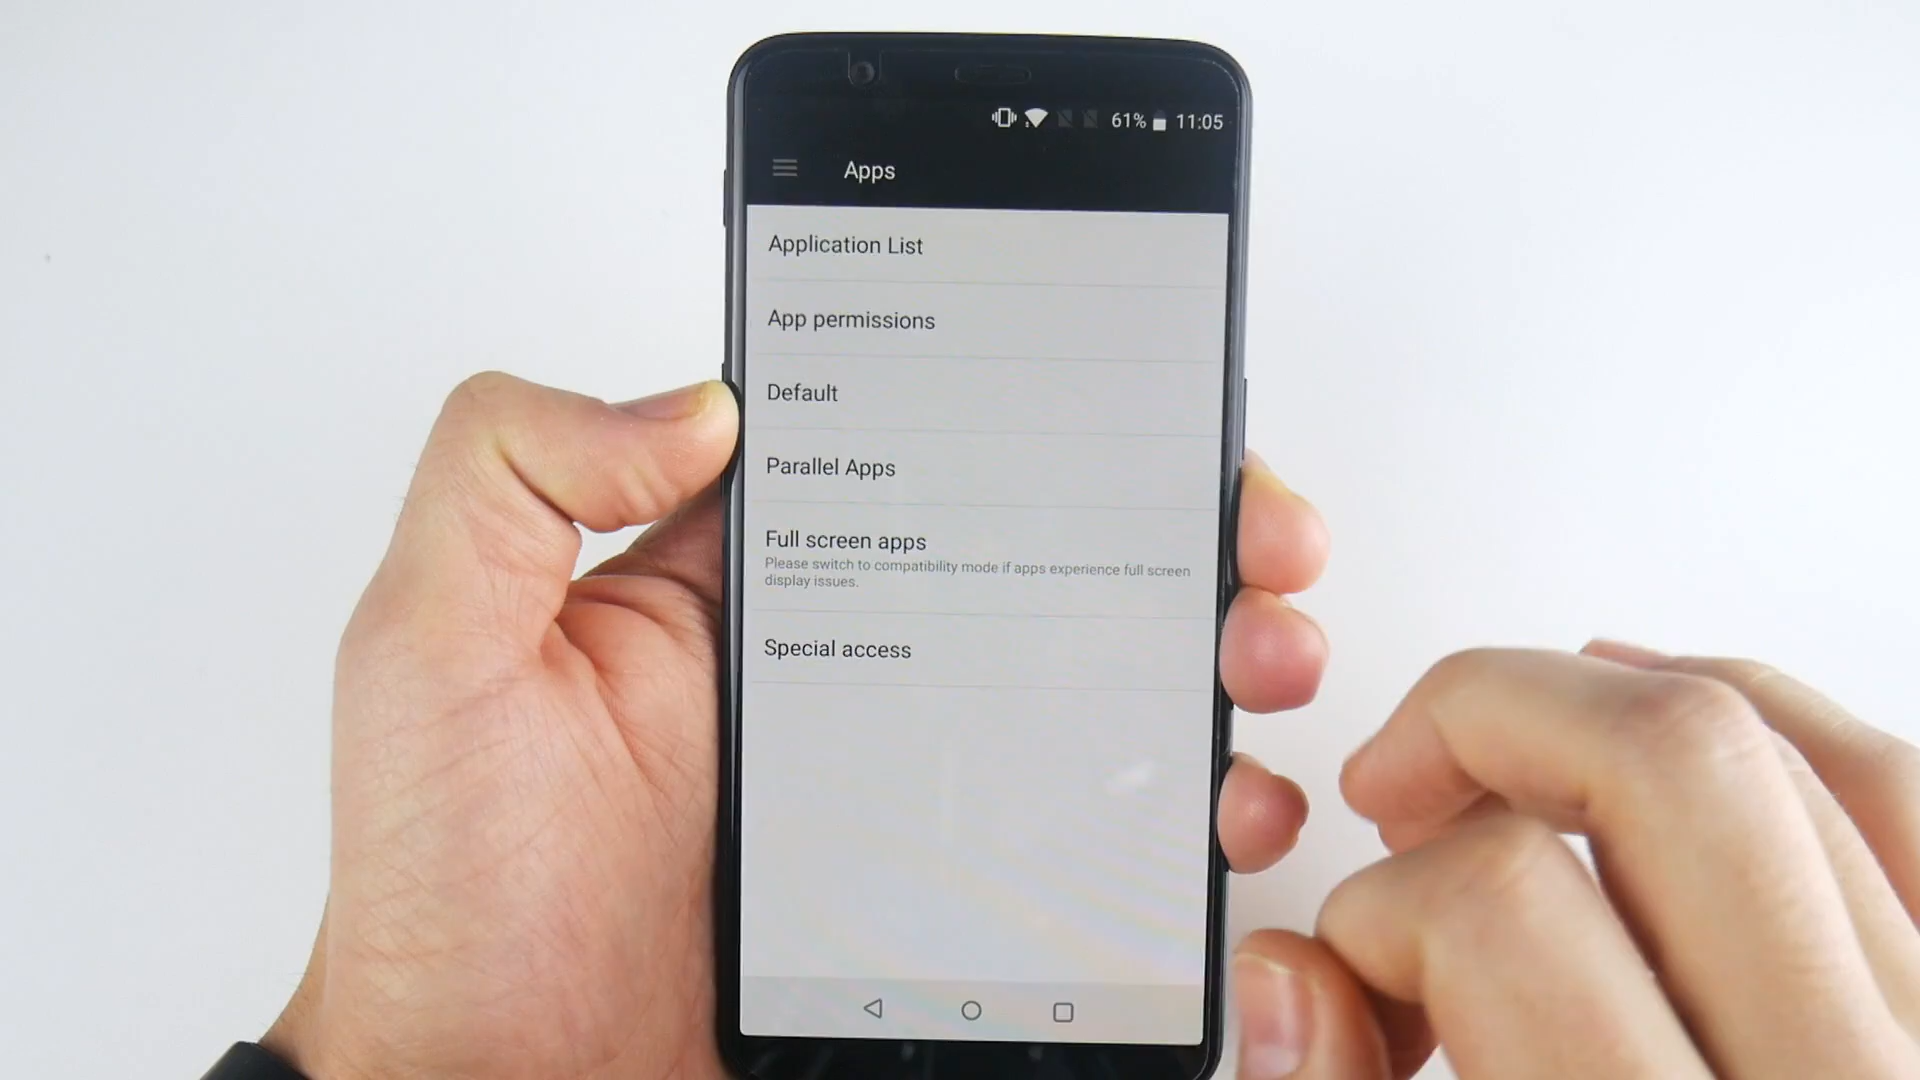 61% 11:05
Apps
Application List
App permissions
Default
Parallel Apps
Full screen apps
Please switch to compatibility mode if apps experience full screen
display issues.
Special access